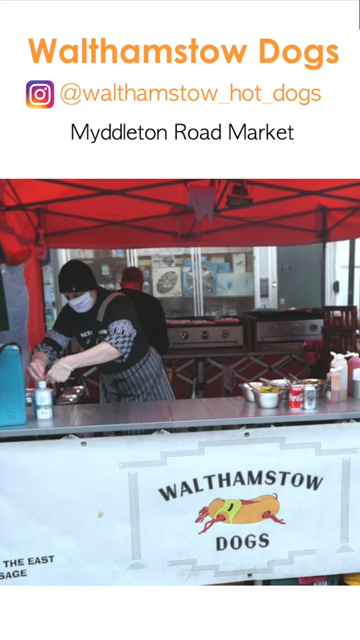 Walthamstow Dogs
@walthamstow_hot_dogs
Myddleton Road Market
WALTHAMSTOW
DOGS
THE EAST
SAGE